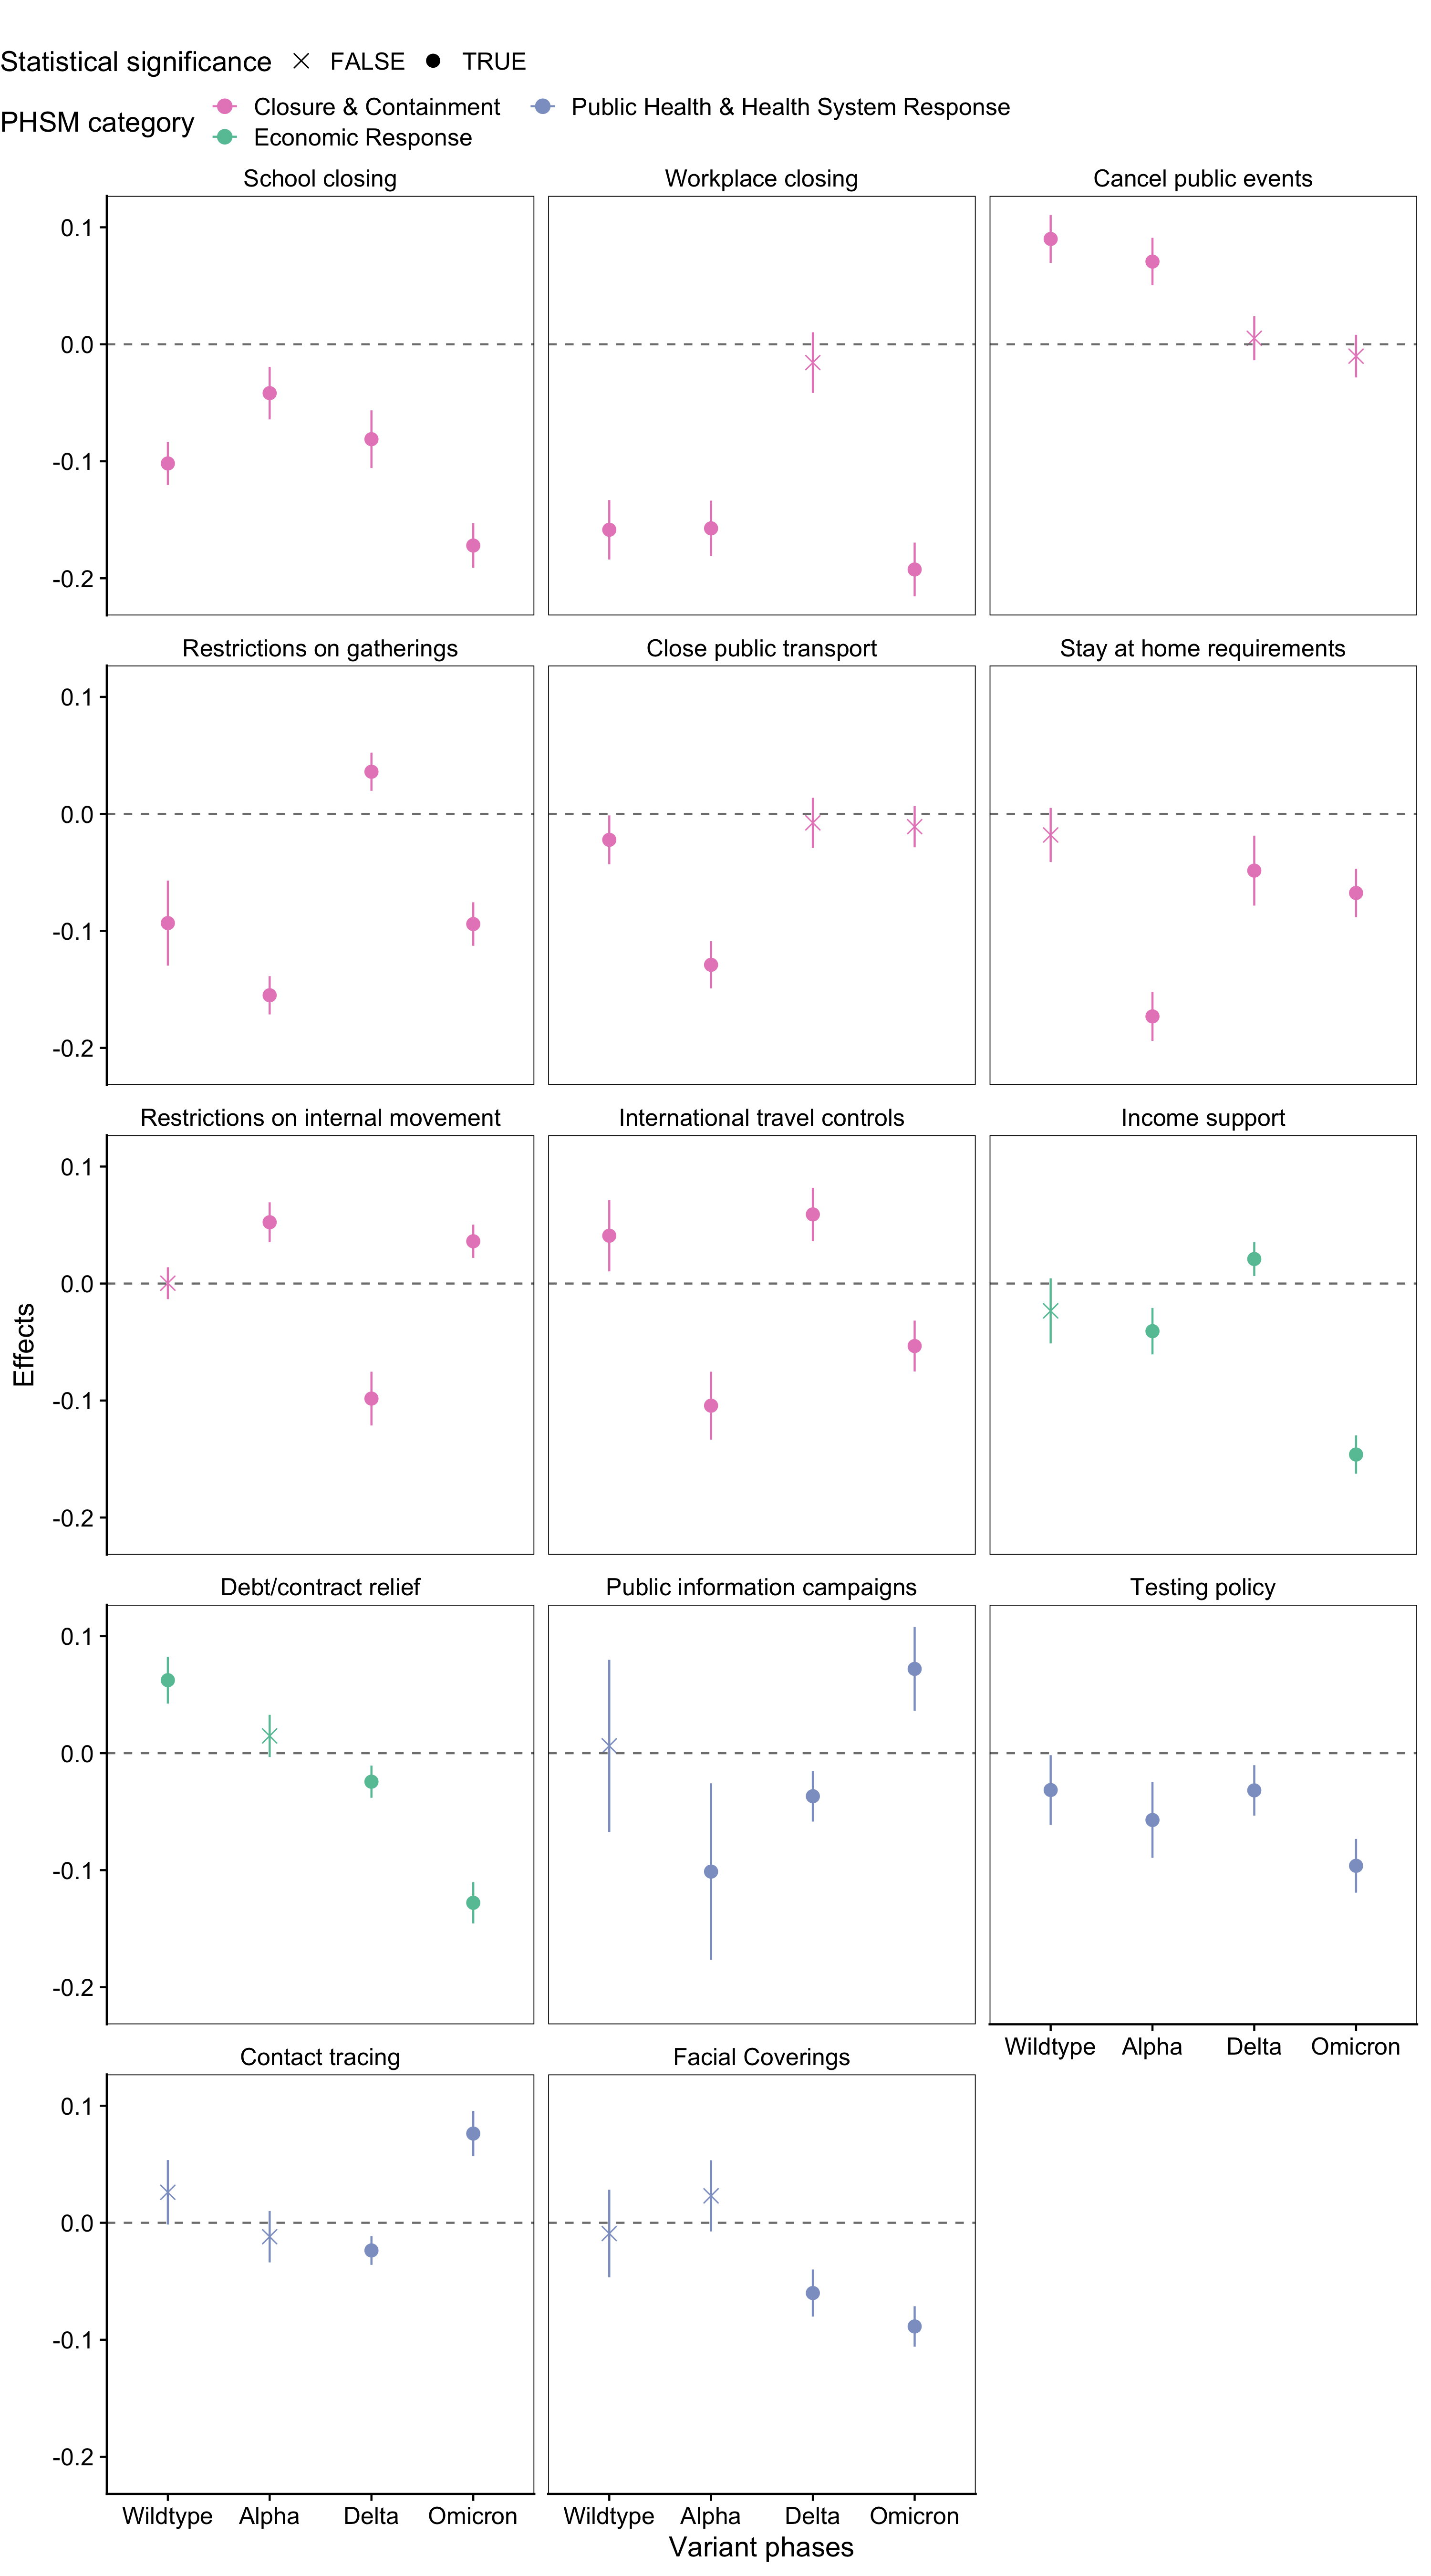 Statistical significance FALSE TRUE
PHSM category Closure & Containment Public Health & Health System Response
Economic Response
School closing Workplace closing Cancel public events
0.1
0.0
-0.1
-0.2
Restrictions on gatherings Close public transport Stay at home requirements
0.1
0.0
-0.1
-0.2
Restrictions on internal movement International travel controls Income support
0.1
0.0
-0.1
-0.2
Effects
Debt/contract relief Public information campaigns Testing policy
0.1
0.0
-0.1
-0.2
Wildtype Alpha Delta Omicron
Contact tracing Facial Coverings
0.1
0.0
-0.1
-0.2
Wildtype Alpha Delta Omicron Wildtype Alpha Delta Omicron
Variant phases